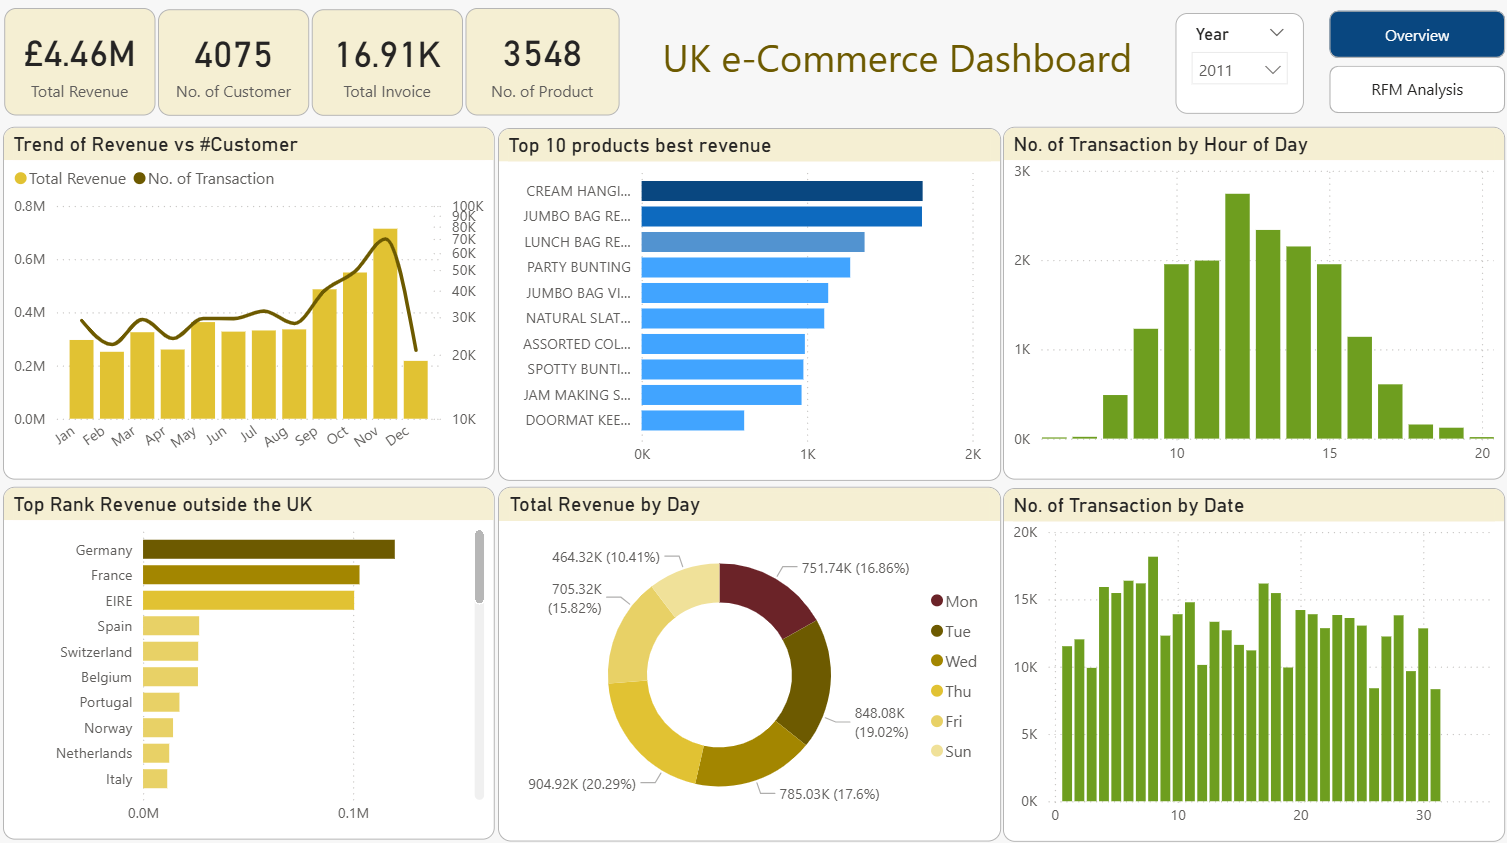 £4.46M
Total Revenue
4075
No. of Customer
16.91K
Total Invoice
3548
No. of Product
UK e-Commerce Dashboard
Year
2011
Overview
RFM Analysis
Trend of Revenue vs #Customer
Total Revenue
No. of Transaction
0.8M
0.6M
0.4M
0.2M
0.0M
100K
90K
80K
70K
60K
50K
40K
30K
20K
10K
Jan
Feb
Mar
Apr
May
Jun
Jul
Aug
Sep
Oct
Nov
Dec
Top 10 products best revenue
CREAM HANGI...
JUMBO BAG RE...
LUNCH BAG RE...
PARTY BUNTING
JUMBO BAG VI...
NATURAL SLAT...
ASSORTED COL...
SPOTTY BUNTI...
JAM MAKING S...
DOORMAT KEE...
0K
1K
2K
No. of Transaction by Hour of Day
3K
2K
1K
0K
10
15
20
Top Rank Revenue outside the UK
Germany
France
EIRE
Spain
Switzerland
Belgium
Portugal
Norway
Netherlands
Italy
0.0M
0.1M
Total Revenue by Day
464.32K (10.41%)
751.74K (16.86%)
705.32K
(15.82%)
848.08K
(19.02%)
904.92K (20.29%)
785.03K (17.6%)
Mon
Tue
Wed
Thu
Fri
Sun
No. of Transaction by Date
20K
15K
10K
5K
0K
0
10
20
30